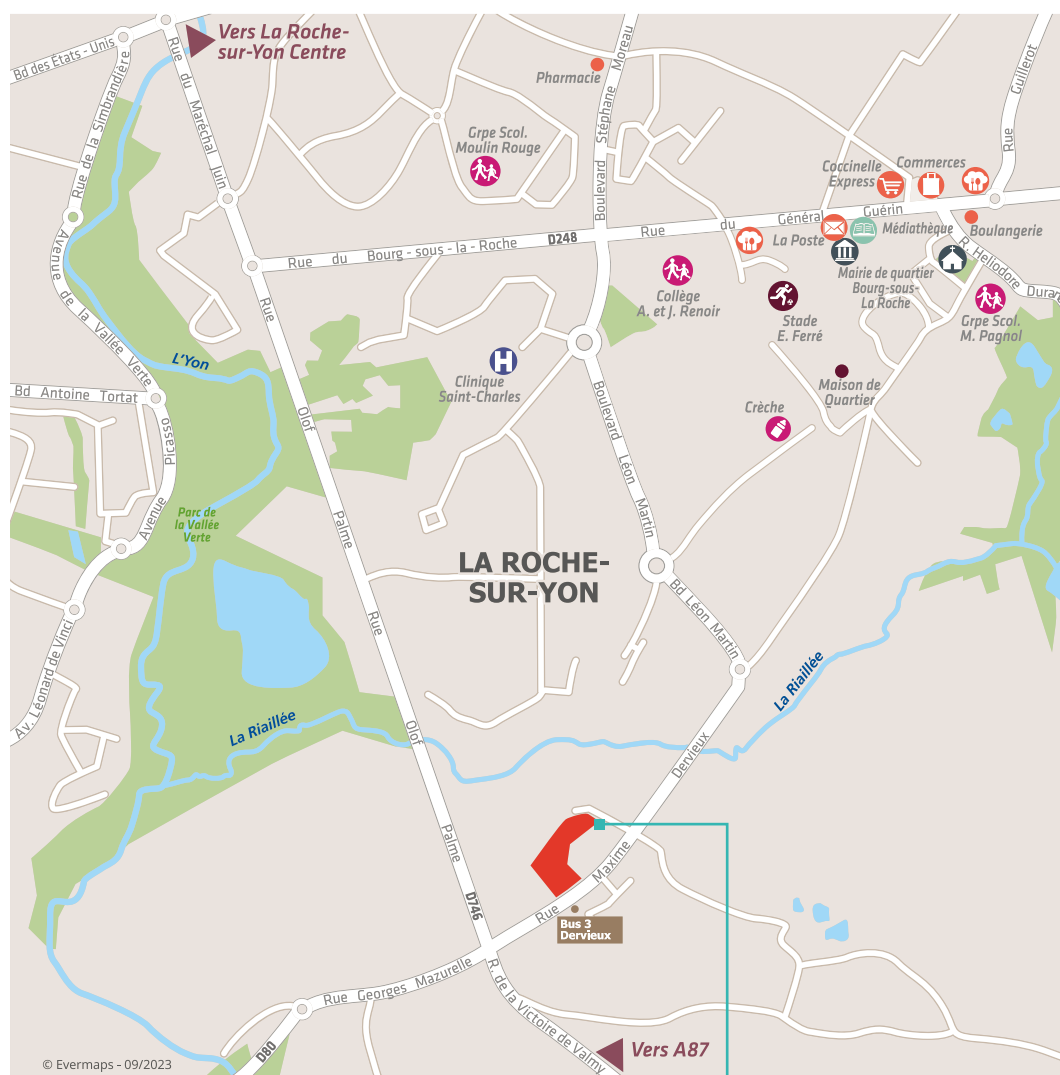 Vers La Roche-
sur-Yon Centre
Bd des États - Unis
Rue de la Simbrandière
Rue du Maréchal Juin
Boulevard Stéphane Moreau
Pharmacie
Rue Guillerot
Grpe Scol.
Moulin Rouge
Coccinelle
Express
Commerces
Rue du Général Guérin
Rue du Bourg - sous - la - Roche
D248
La Poste
Médiathèque
Boulangerie
R. Heliodore Durand
Mairie de quartier
Bourg-sous-
La Roche
Collège
A. et J. Renoir
Stade
E. Ferré
Grpe Scol.
M. Pagnol
Avenue de la Vallée Verte
L'Yon
H
Clinique
Saint-Charles
Maison de
Quartier
Crèche
Bd Antoine Tortat
Avenue Picasso
Rue Olof Palme
Boulevard Léon Martin
Parc de
la Vallée
Verte
LA ROCHE-
SUR-YON
Rue Olof Palme
Bd Léon Martin
Av. Léonard de Vinci
La Riaillée
La Riaillée
D746
Rue Maxime Dervieux
Bus 3
Dervieux
Rue Georges Mazurelle
R. de la Victoire de Valmy
D80
Vers A87
© Evermaps - 09/2023